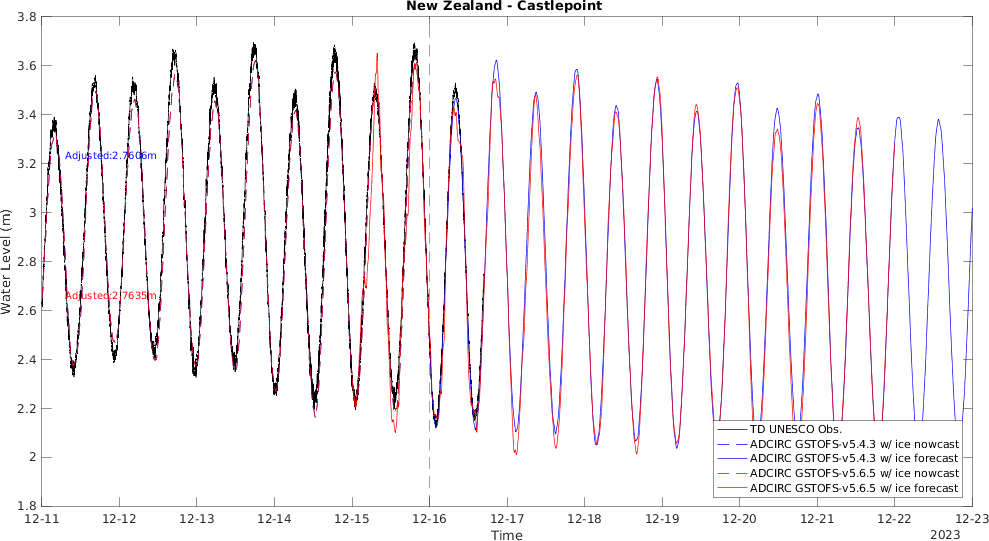 New Zealand - Castlepoint
3.8
3.6
3.4
3.2
3
2.8
2.6
2.4
2.2
2
1.8
Water Level (m)
Adjusted:2.7606m
Adjusted:2.7635m
TD UNESCO Obs.
ADCIRC GSTOFS-v5.4.3 w/ ice nowcast
ADCIRC GSTOFS-v5.4.3 w/ ice forecast
ADCIRC GSTOFS-v5.6.5 w/ ice nowcast
ADCIRC GSTOFS-v5.6.5 w/ ice forecast
12-11 12-12 12-13 12-14 12-15 12-16 12-17 12-18 12-19 12-20 12-21 12-22 12-23
Time
2023